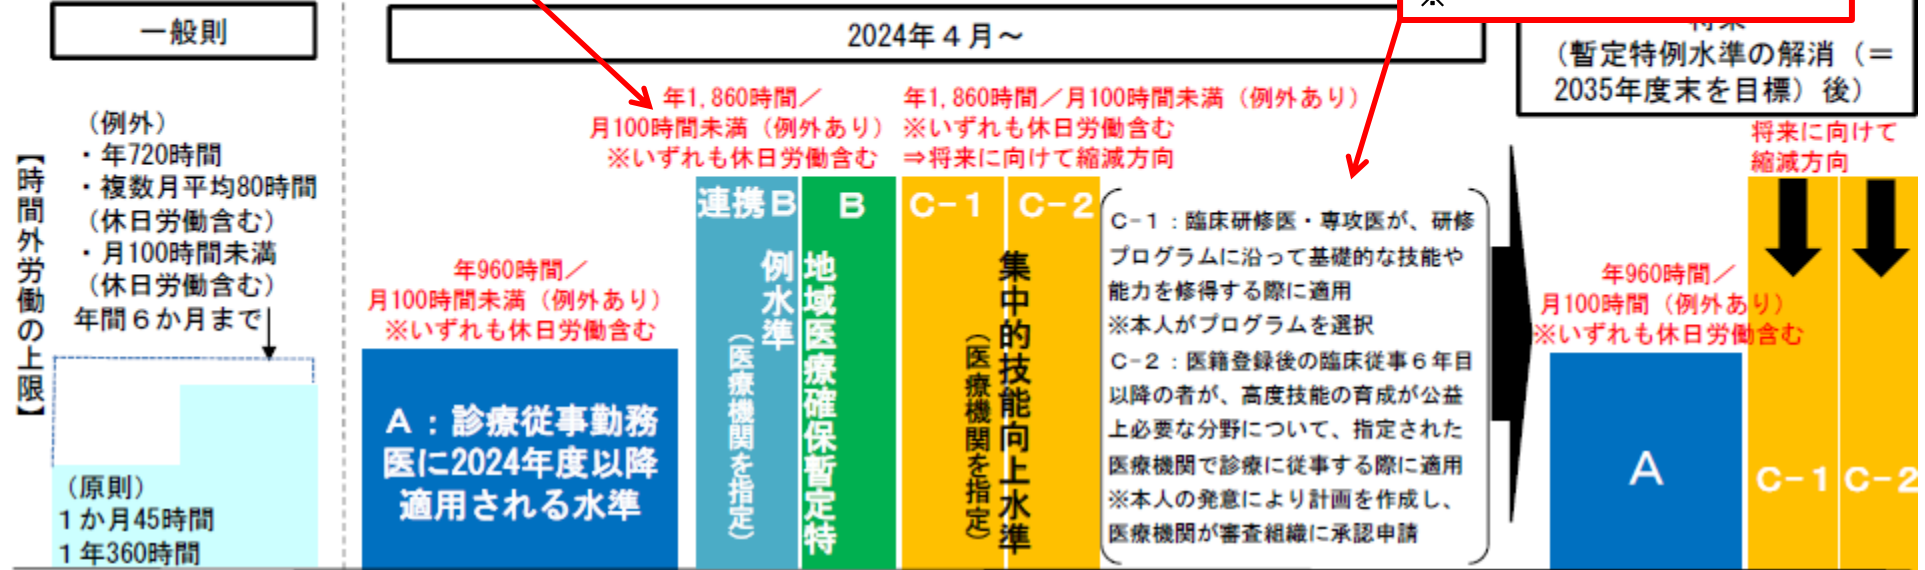 ※
一般則
2024年４月～
将来
（暫定特例水準の解消（＝
2035年度末を目標）後）
【時間外労働の上限】
（例外）
・年720時間
・複数月平均80時間
（休日労働含む）
・月100時間未満
（休日労働含む）
年間６か月まで
（原則）
１か月45時間
１年360時間
年960時間／
月100時間未満（例外あり）
※いずれも休日労働含む
Ａ：診療従事勤務
医に2024年度以降
適用される水準
年1,860時間／
月100時間未満（例外あり）
※いずれも休日労働含む
連携Ｂ
Ｂ
地域医療確保暫定特
例水準
（医療機関を指定）
年1,860時間／月100時間未満（例外あり）
※いずれも休日労働含む
⇒将来に向けて縮減方向
Ｃ-１
Ｃ-２
集中的技能向上水準
（医療機関を指定）
Ｃ-１：臨床研修医・専攻医が、研修
プログラムに沿って基礎的な技能や
能力を修得する際に適用
※本人がプログラムを選択
Ｃ-２：医籍登録後の臨床従事６年目
以降の者が、高度技能の育成が公益
上必要な分野について、指定された
医療機関で診療に従事する際に適用
※本人の発意により計画を作成し、
医療機関が審査組織に承認申請
年960時間／
月100時間（例外あり）
※いずれも休日労働含む
Ａ
将来に向けて
縮減方向
Ｃ-１
Ｃ-２